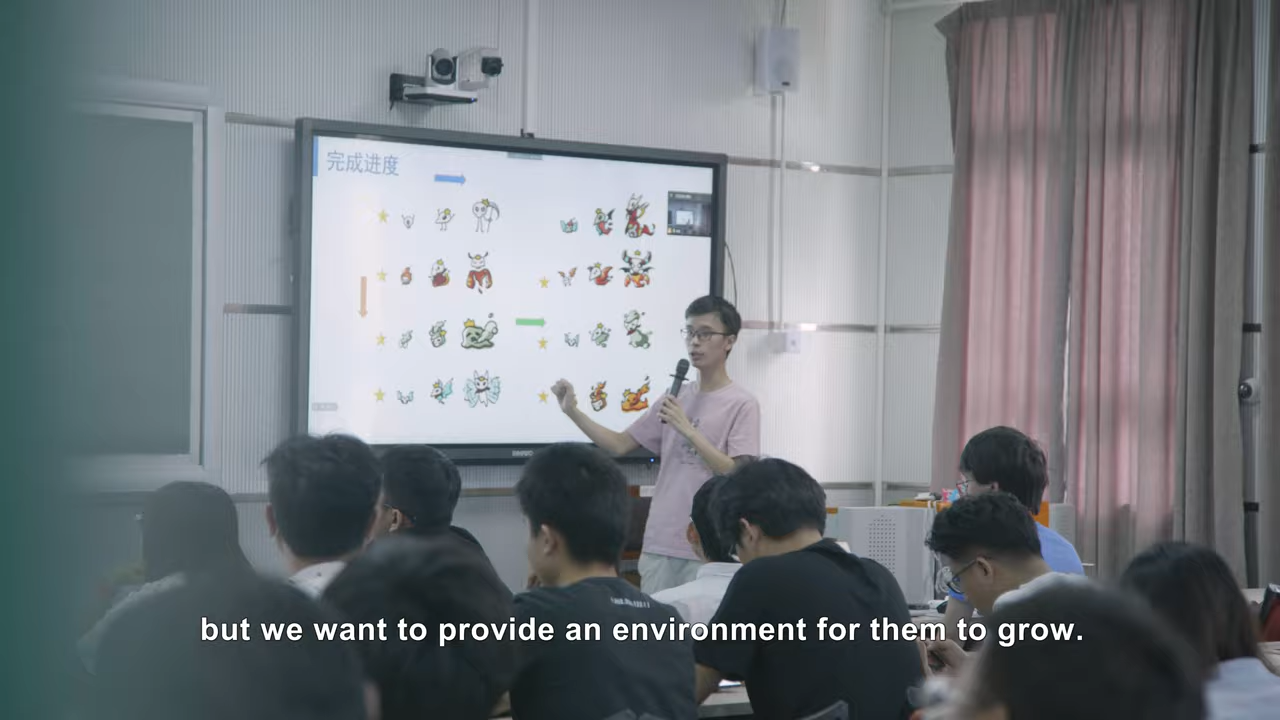 完成进度
but we want to provide an environment for them to grow.